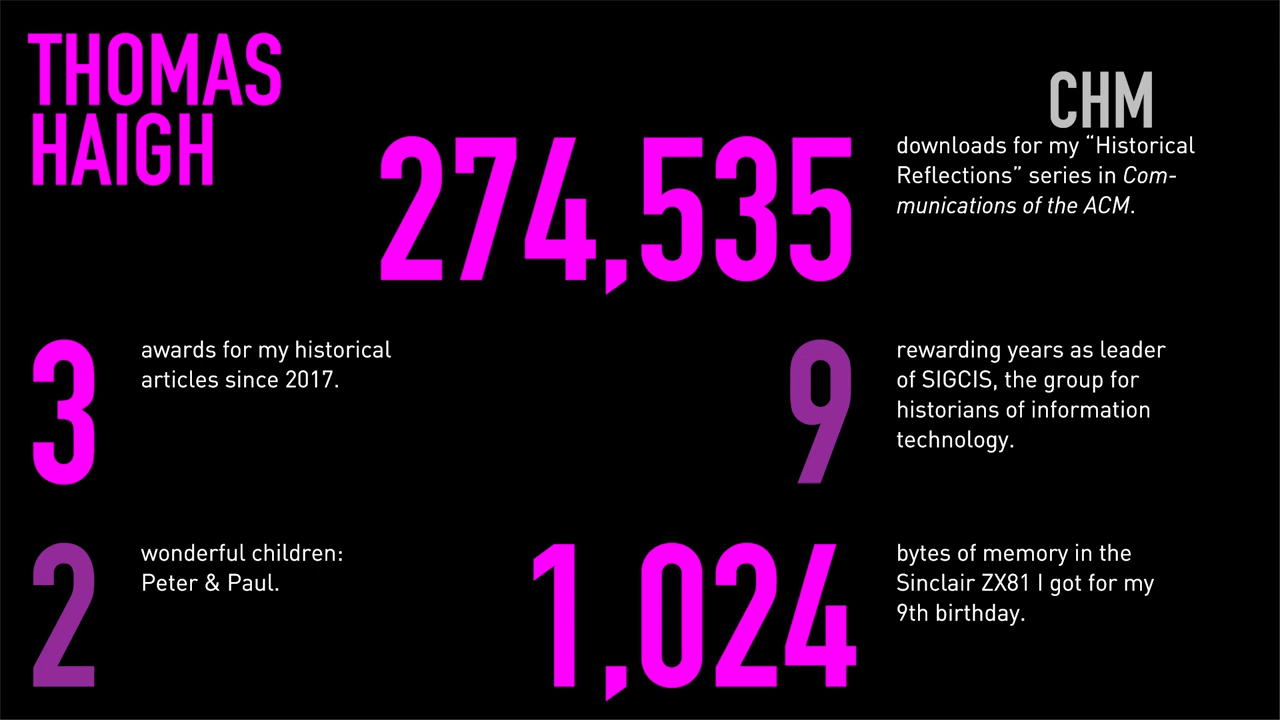 THOMAS
HAIGH
CHM
274,535
downloads for my “Historical
Reflections” series in Com-
munications of the ACM.
3
awards for my historical
articles since 2017.
9
rewarding years as leader
of SIGCIS, the group for
historians of information
technology.
2
wonderful children:
Peter & Paul.
1,024
bytes of memory in the
Sinclair ZX81 I got for my
9th birthday.